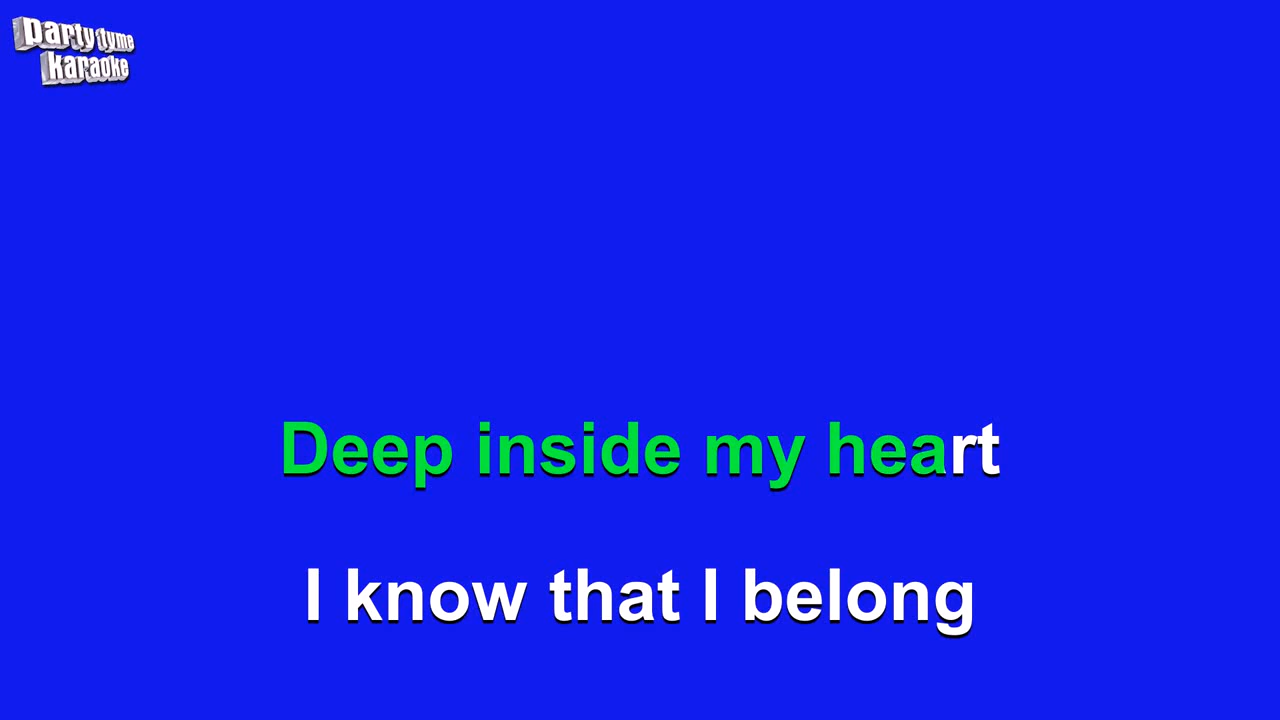 party tyme
karaoke
Deep inside my heart
I know that I belong